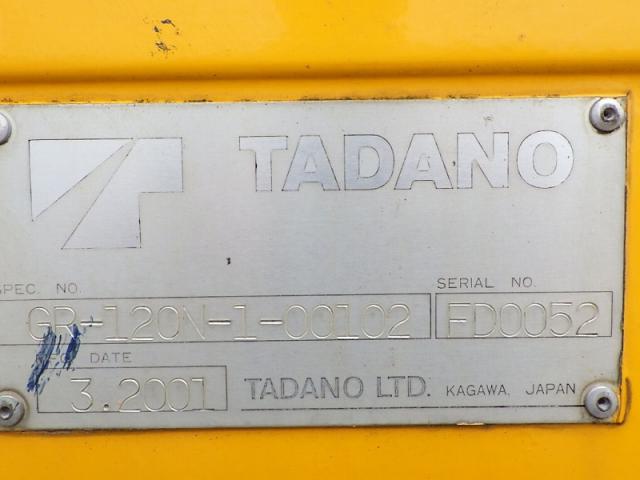 TADANO
SPEC. NO. SERIAL NO.
GR-120N-1-00102 FD0052
DATE
3.2001 TADANO LTD. KAGAWA, JAPAN